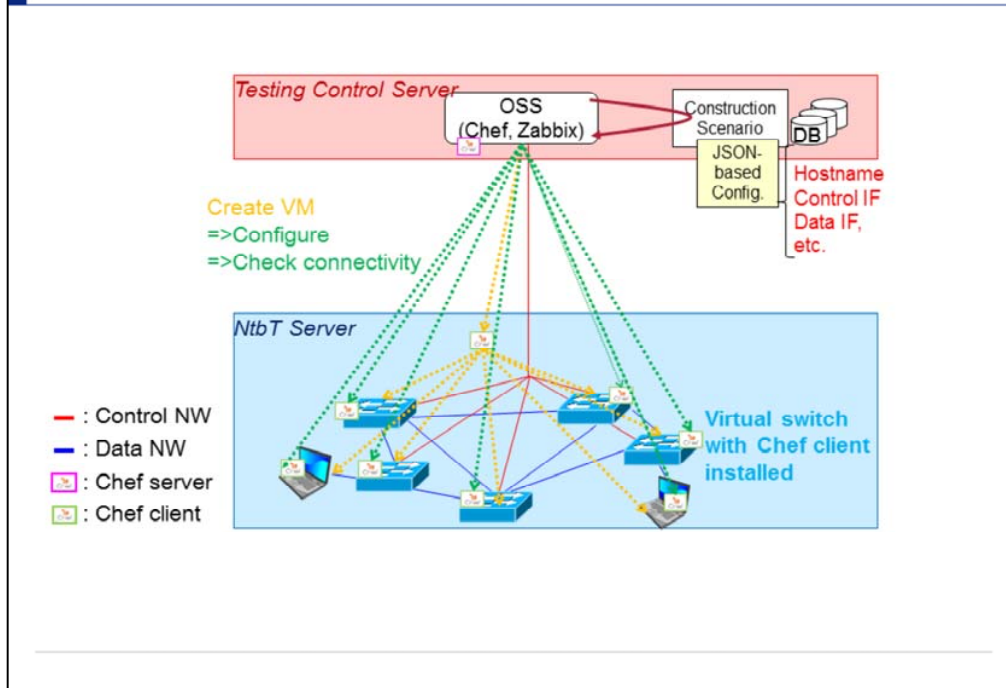 Testing Control Server
OSS
(Chef, Zabbix)
Construction
Scenario
DB
JSON-
based
Config.
Hostname
Control IF
Data IF,
etc.
Create VM
=>Configure
=>Check connectivity
NtbT Server
Virtual switch
with Chef client
installed
: Control NW
: Data NW
: Chef server
: Chef client